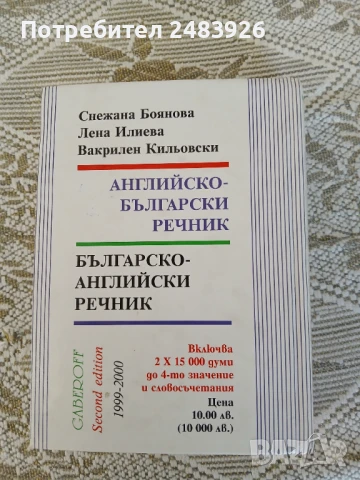 Потребител 2483926
Снежана Боянова
Лена Илиева
Вакрилен Кильовски
АНГЛИЙСКО-
БЪЛГАРСКИ
РЕЧНИК
БЪЛГАРСКО-
АНГЛИЙСКИ
РЕЧНИК
GABEROFF
Second edition
1999-2000
Включва
2 X 15 000 думи
до 4-то значение
и словосъчетания
Цена
10.00 лв.
(10 000 лв.)
BAZAR